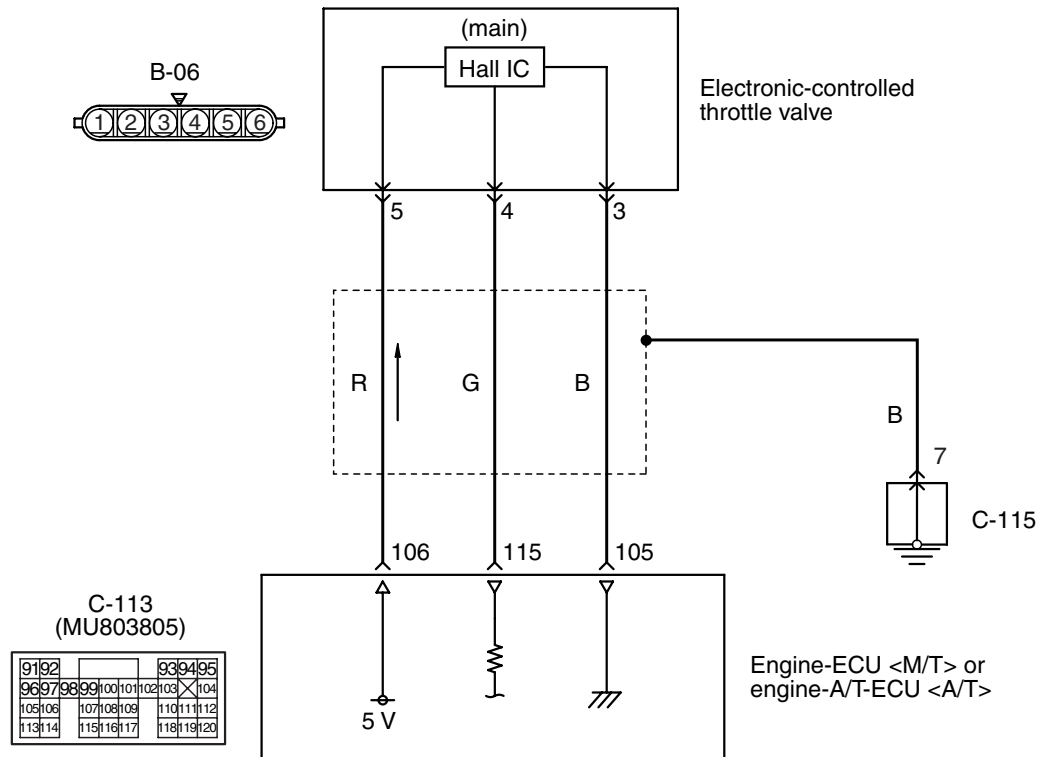 (main)
Hall IC
B-06
1 2 3 4 5 6
Electronic-controlled
throttle valve
5 4 3
R G B
B
7
C-115
106 115 105
C-113
(MU803805)
91 92 93 94 95
96 97 98 99 100 101 102 103 104
105 106 107 108 109 110 111 112
113 114 115 116 117 118 119 120
5 V
Engine-ECU <M/T> or
engine-A/T-ECU <A/T>